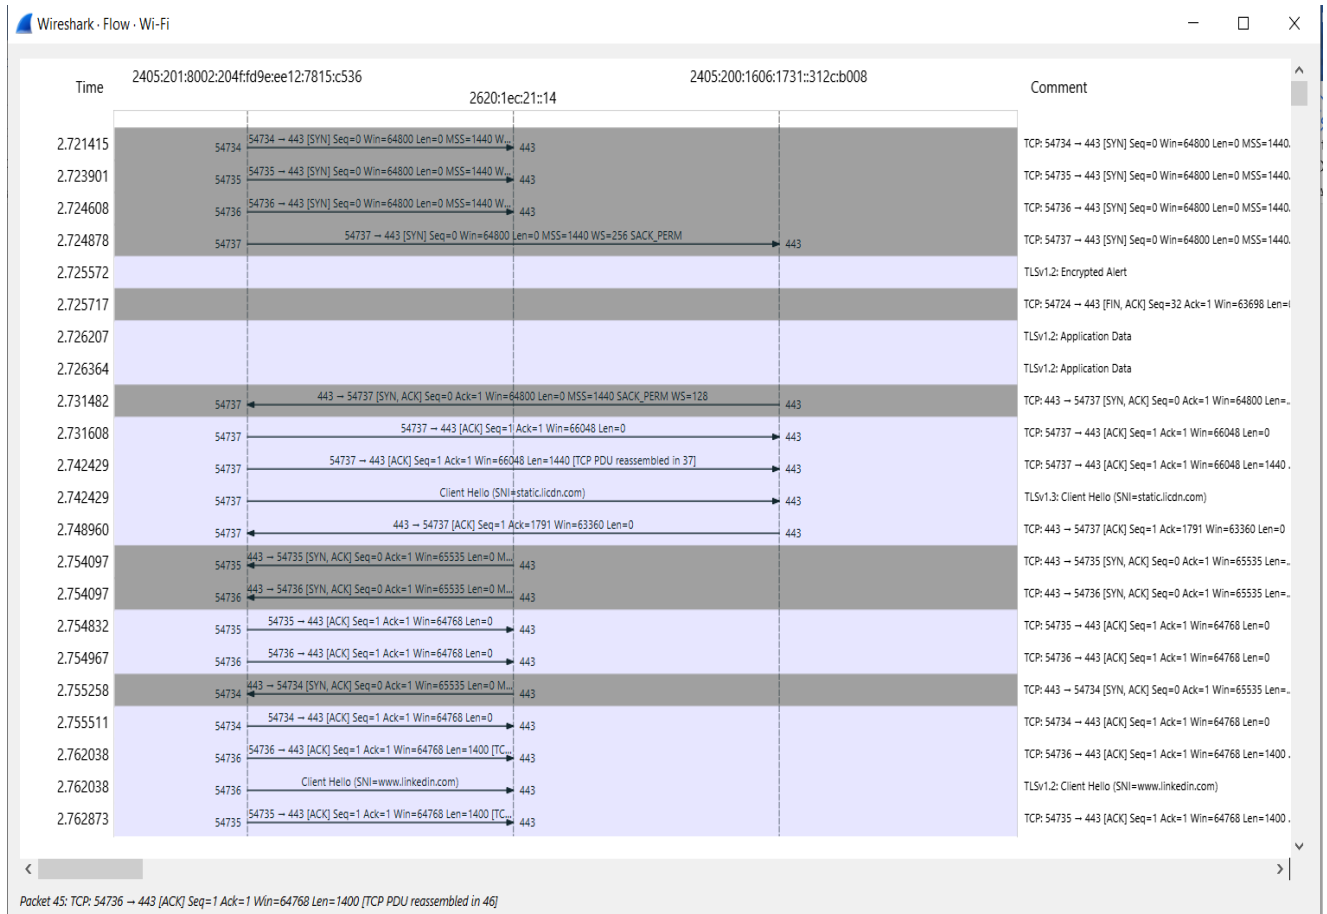 Wireshark · Flow · Wi-Fi
Time
2405:201:8002:204f:fd9e:ee12:7815:c536
2620:1ec:21::14
2405:200:1606:1731::312c:b008
Comment
2.721415 54734 54734 → 443 [SYN] Seq=0 Win=64800 Len=0 MSS=1440 W... 443 TCP: 54734 → 443 [SYN] Seq=0 Win=64800 Len=0 MSS=1440.
2.723901 54735 54735 → 443 [SYN] Seq=0 Win=64800 Len=0 MSS=1440 W... 443 TCP: 54735 → 443 [SYN] Seq=0 Win=64800 Len=0 MSS=1440.
2.724608 54736 54736 → 443 [SYN] Seq=0 Win=64800 Len=0 MSS=1440 W... 443 TCP: 54736 → 443 [SYN] Seq=0 Win=64800 Len=0 MSS=1440.
2.724878 54737 54737 → 443 [SYN] Seq=0 Win=64800 Len=0 MSS=1440 WS=256 SACK_PERM 443 TCP: 54737 → 443 [SYN] Seq=0 Win=64800 Len=0 MSS=1440.
2.725572 TLSv1.2: Encrypted Alert
2.725717 TCP: 54724 → 443 [FIN, ACK] Seq=32 Ack=1 Win=63698 Len=
2.726207 TLSv1.2: Application Data
2.726364 TLSv1.2: Application Data
2.731482 54737 443 → 54737 [SYN, ACK] Seq=0 Ack=1 Win=64800 Len=0 MSS=1440 SACK_PERM WS=128 443 TCP: 443 → 54737 [SYN, ACK] Seq=0 Ack=1 Win=64800 Len=..
2.731608 54737 54737 → 443 [ACK] Seq=1 Ack=1 Win=66048 Len=0 443 TCP: 54737 → 443 [ACK] Seq=1 Ack=1 Win=66048 Len=0
2.742429 54737 54737 → 443 [ACK] Seq=1 Ack=1 Win=66048 Len=1440 [TCP PDU reassembled in 37] 443 TCP: 54737 → 443 [ACK] Seq=1 Ack=1 Win=66048 Len=1440 .
2.742429 54737 Client Hello (SNI=static.licdn.com) 443 TLSv1.3: Client Hello (SNI=static.licdn.com)
2.748960 54737 443 → 54737 [ACK] Seq=1 Ack=1791 Win=63360 Len=0 443 TCP: 443 → 54737 [ACK] Seq=1 Ack=1791 Win=63360 Len=0
2.754097 54735 443 → 54735 [SYN, ACK] Seq=0 Ack=1 Win=65535 Len=0 M... 443 TCP: 443 → 54735 [SYN, ACK] Seq=0 Ack=1 Win=65535 Len=..
2.754097 54736 443 → 54736 [SYN, ACK] Seq=0 Ack=1 Win=65535 Len=0 M... 443 TCP: 443 → 54736 [SYN, ACK] Seq=0 Ack=1 Win=65535 Len=..
2.754832 54735 54735 → 443 [ACK] Seq=1 Ack=1 Win=64768 Len=0 443 TCP: 54735 → 443 [ACK] Seq=1 Ack=1 Win=64768 Len=0
2.754967 54736 54736 → 443 [ACK] Seq=1 Ack=1 Win=64768 Len=0 443 TCP: 54736 → 443 [ACK] Seq=1 Ack=1 Win=64768 Len=0
2.755258 54734 443 → 54734 [SYN, ACK] Seq=0 Ack=1 Win=65535 Len=0 M... 443 TCP: 443 → 54734 [SYN, ACK] Seq=0 Ack=1 Win=65535 Len=..
2.755511 54734 54734 → 443 [ACK] Seq=1 Ack=1 Win=64768 Len=0 443 TCP: 54734 → 443 [ACK] Seq=1 Ack=1 Win=64768 Len=0
2.762038 54736 54736 → 443 [ACK] Seq=1 Ack=1 Win=64768 Len=1400 [TC... 443 TCP: 54736 → 443 [ACK] Seq=1 Ack=1 Win=64768 Len=1400 .
2.762038 54736 Client Hello (SNI=www.linkedin.com) 443 TLSv1.2: Client Hello (SNI=www.linkedin.com)
2.762873 54735 54735 → 443 [ACK] Seq=1 Ack=1 Win=64768 Len=1400 [TC... 443 TCP: 54735 → 443 [ACK] Seq=1 Ack=1 Win=64768 Len=1400 .
Packet 45: TCP: 54736 → 443 [ACK] Seq=1 Ack=1 Win=64768 Len=1400 [TCP PDU reassembled in 46]